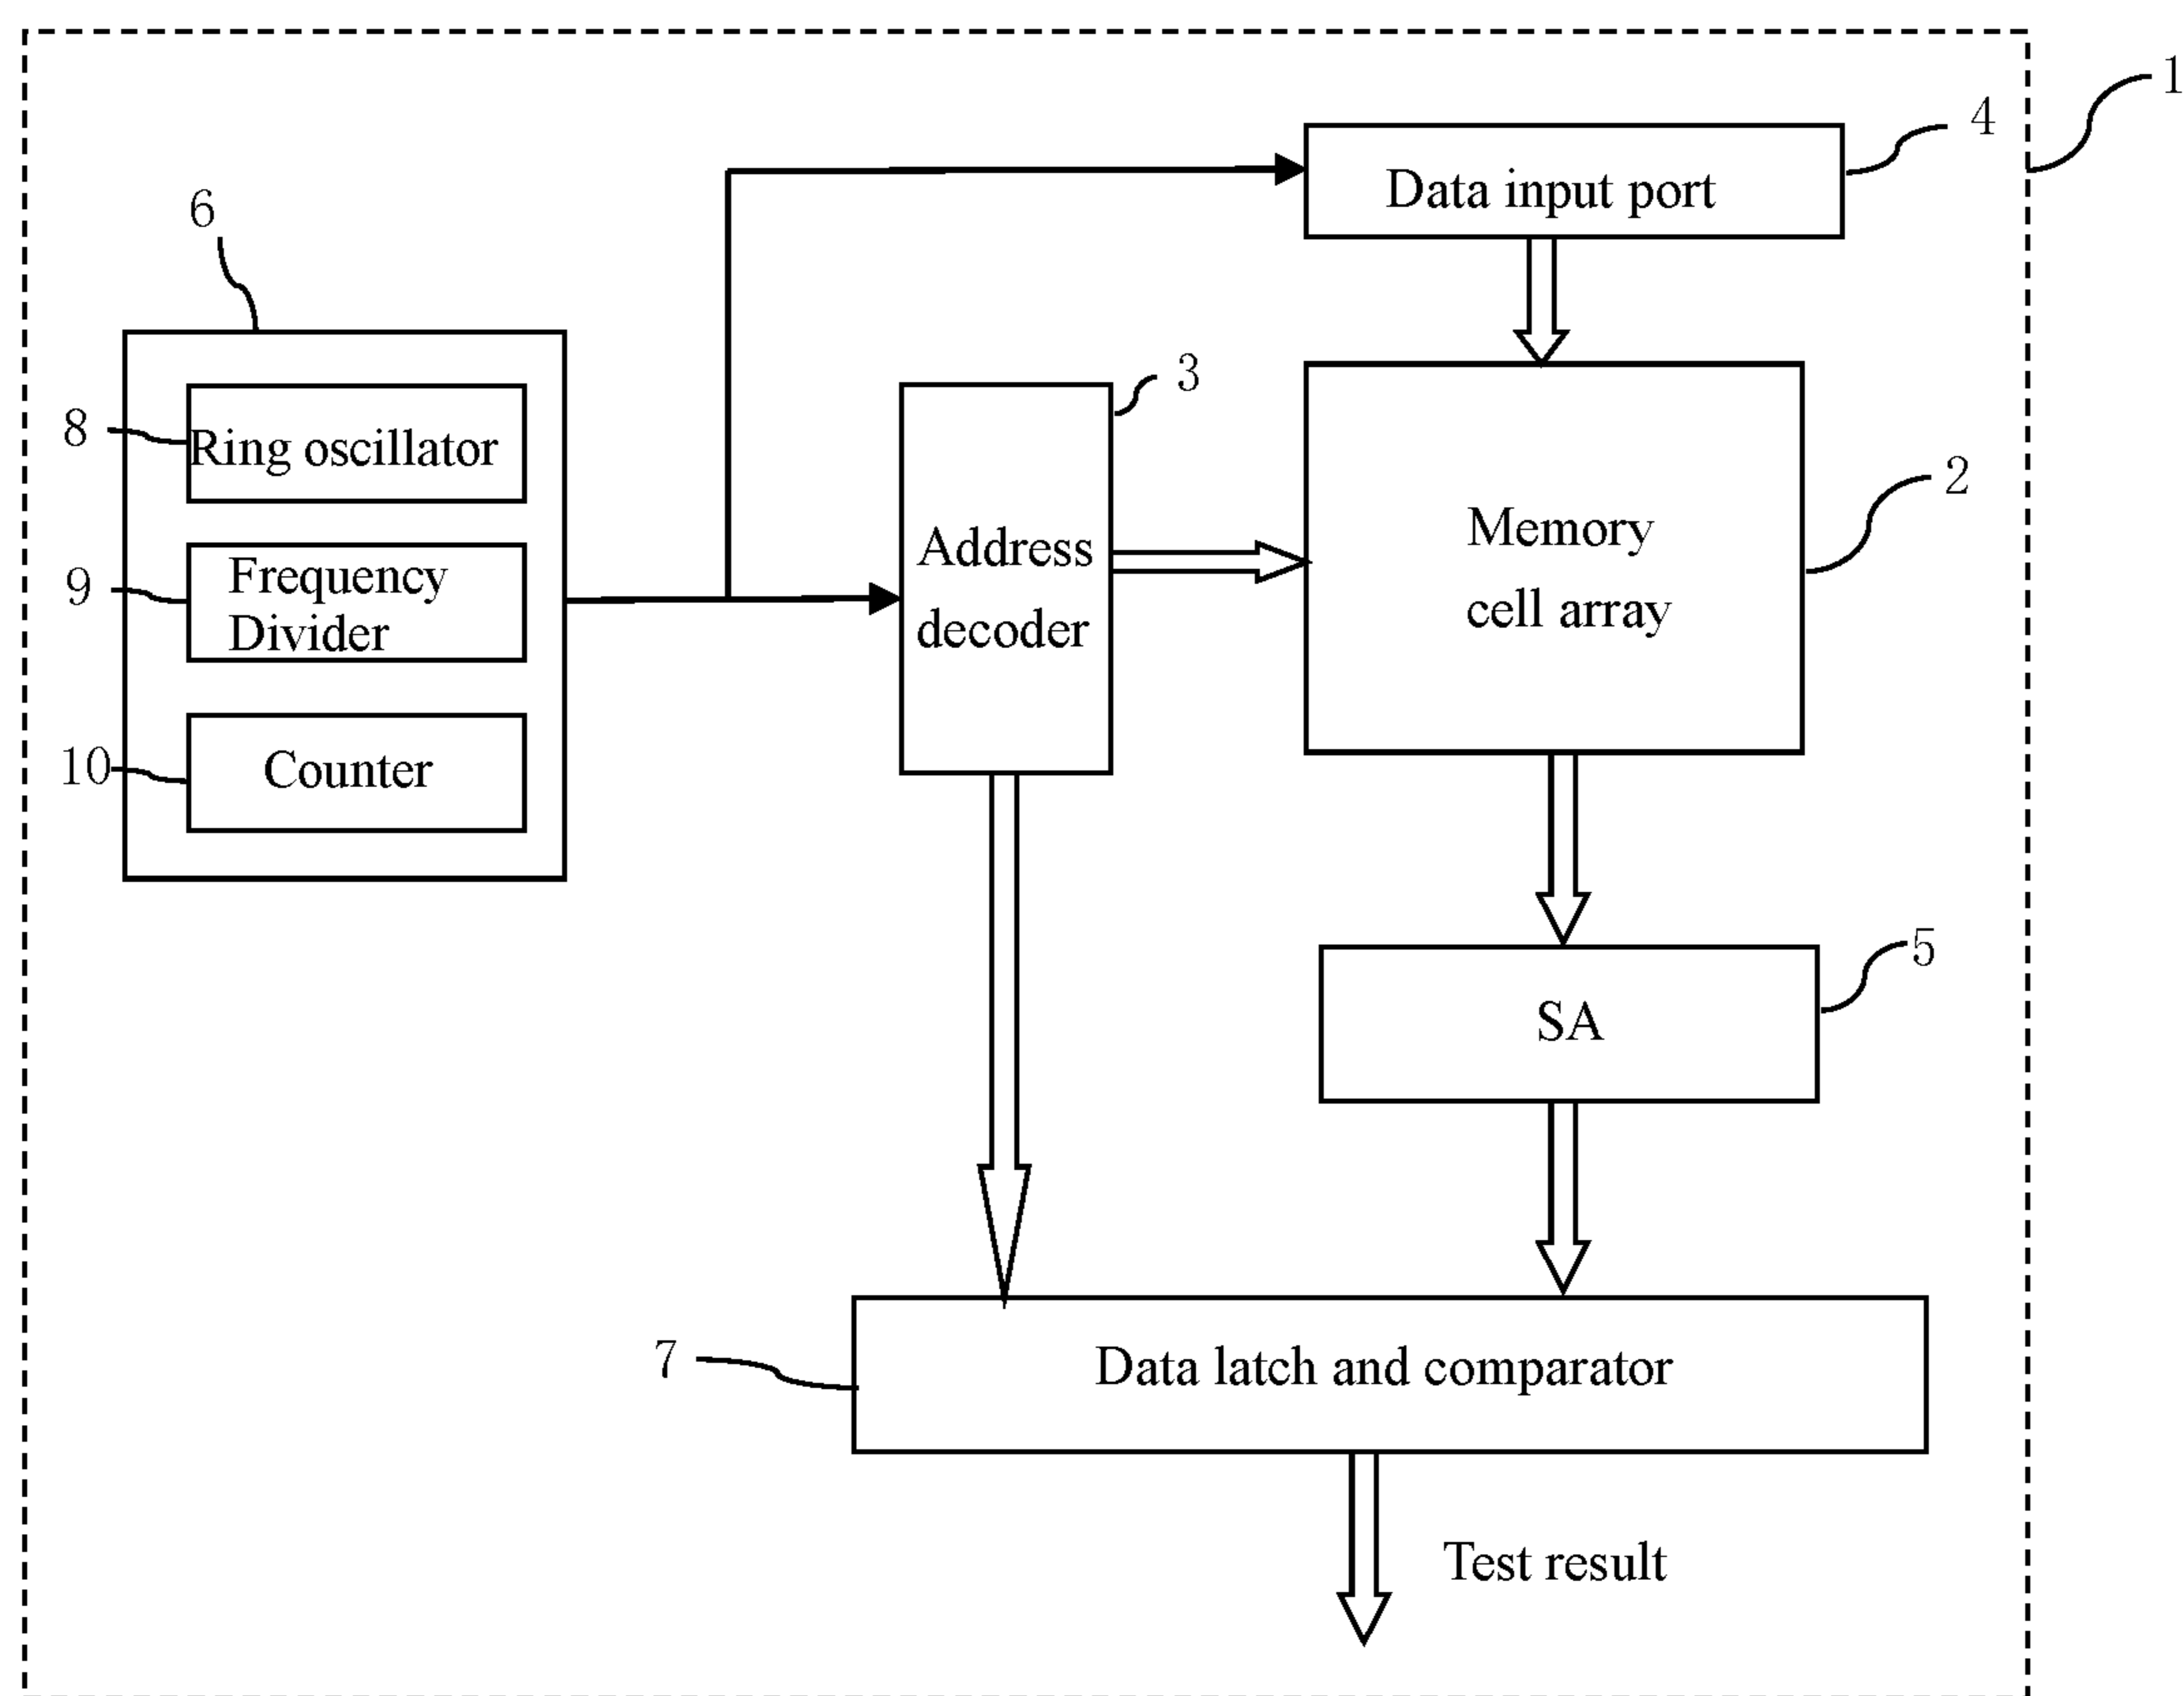 1
4
Data input port
6
3
8
Ring oscillator
2
Memory
cell array
Address
decoder
9
Frequency
Divider
10
Counter
5
SA
7
Data latch and comparator
Test result